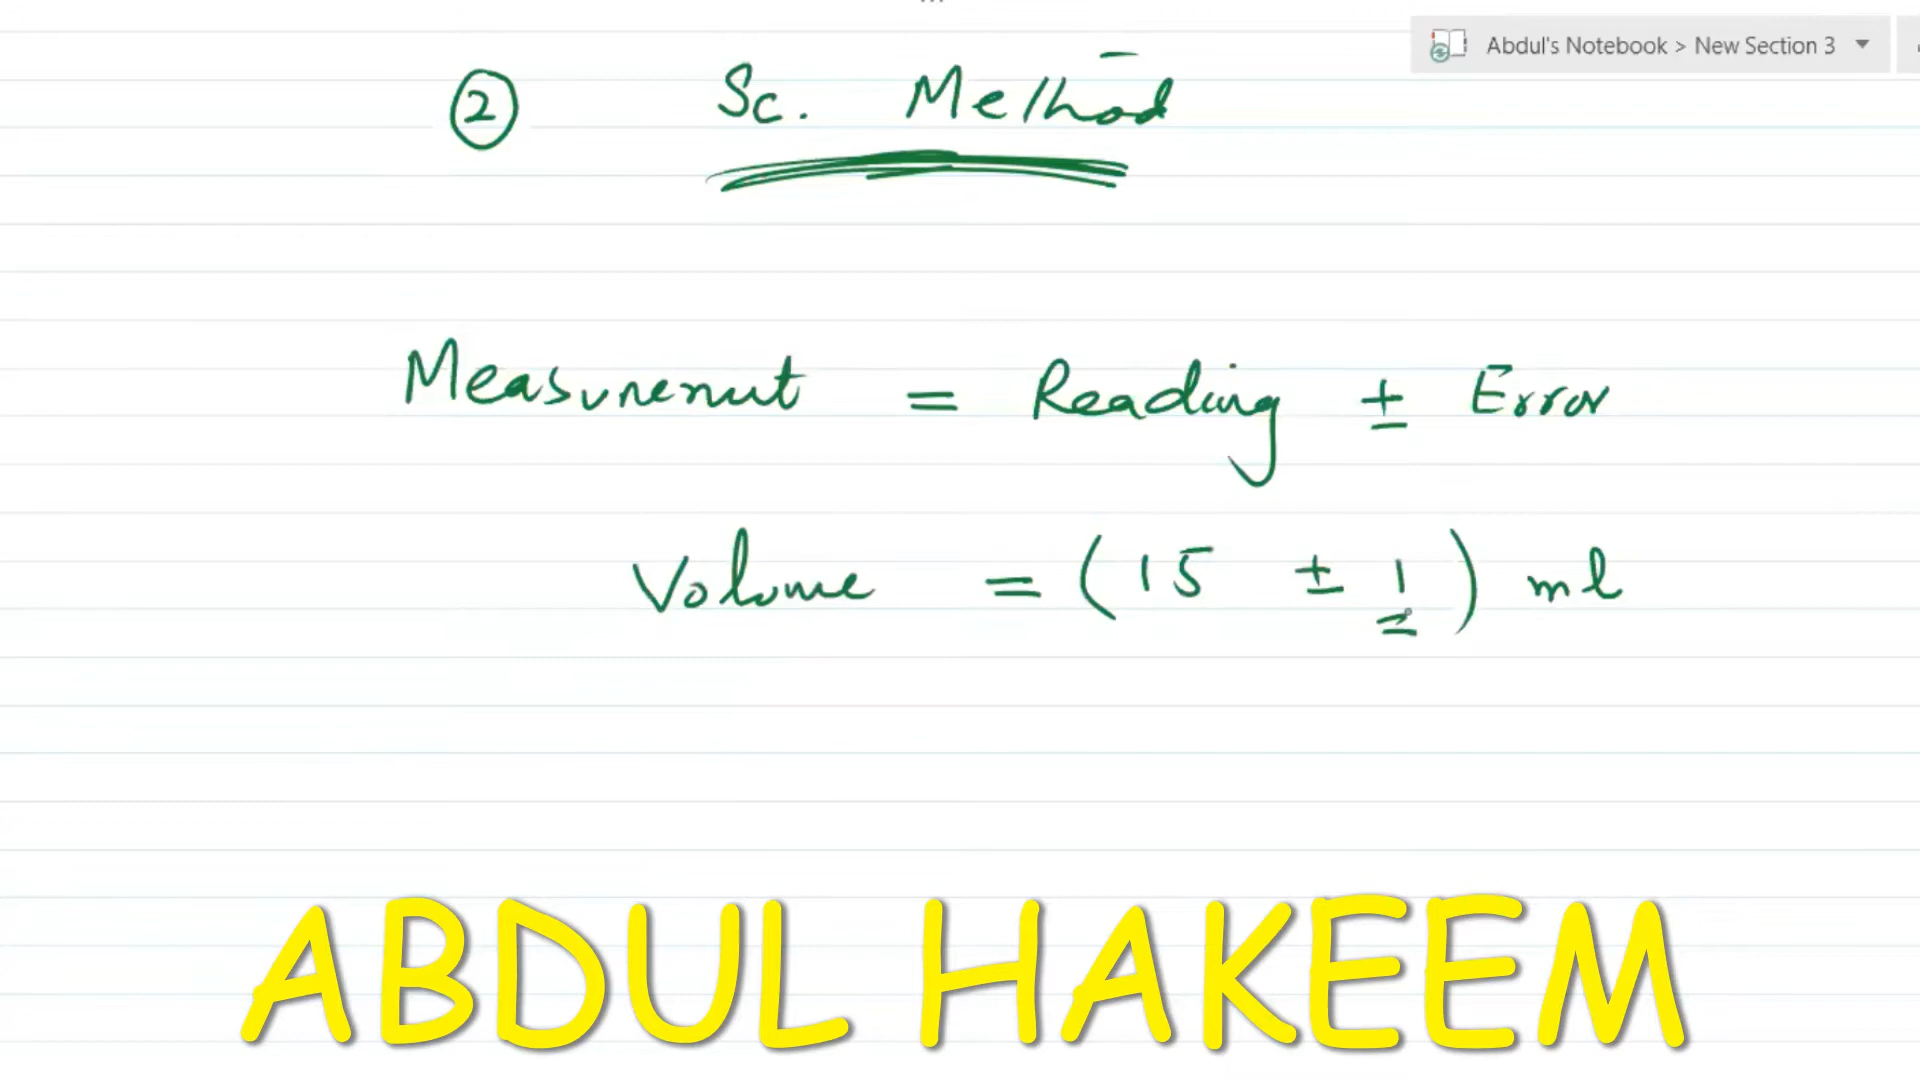 Abdul's Notebook > New Section 3
② Sc. Method
Measurement = Reading ± Error
Volume = (15 ± 1) ml
ABDUL HAKEEM